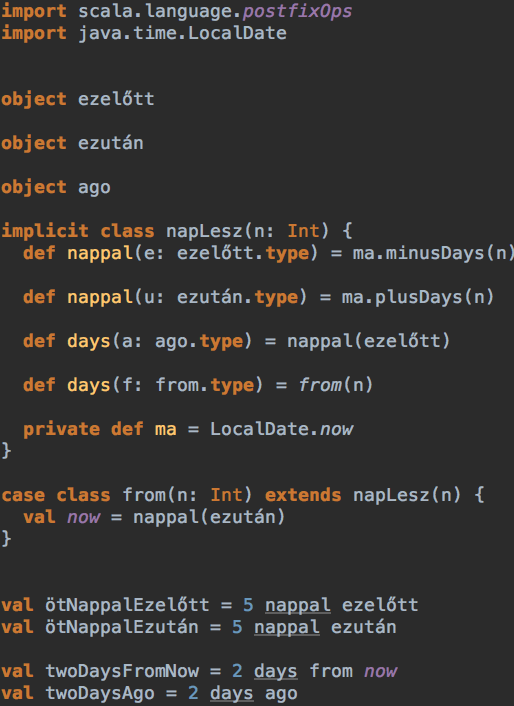 import scala.language.postfixOps
import java.time.LocalDate
object ezelőtt
object ezután
object ago
implicit class napLesz(n: Int) {
  def nappal(e: ezelőtt.type) = ma.minusDays(n)
  def nappal(u: ezután.type) = ma.plusDays(n)
  def days(a: ago.type) = nappal(ezelőtt)
  def days(f: from.type) = from(n)
  private def ma = LocalDate.now
}
case class from(n: Int) extends napLesz(n) {
  val now = nappal(ezután)
}
val ötNappalEzelőtt = 5 nappal ezelőtt
val ötNappalEzután = 5 nappal ezután
val twoDaysFromNow = 2 days from now
val twoDaysAgo = 2 days ago